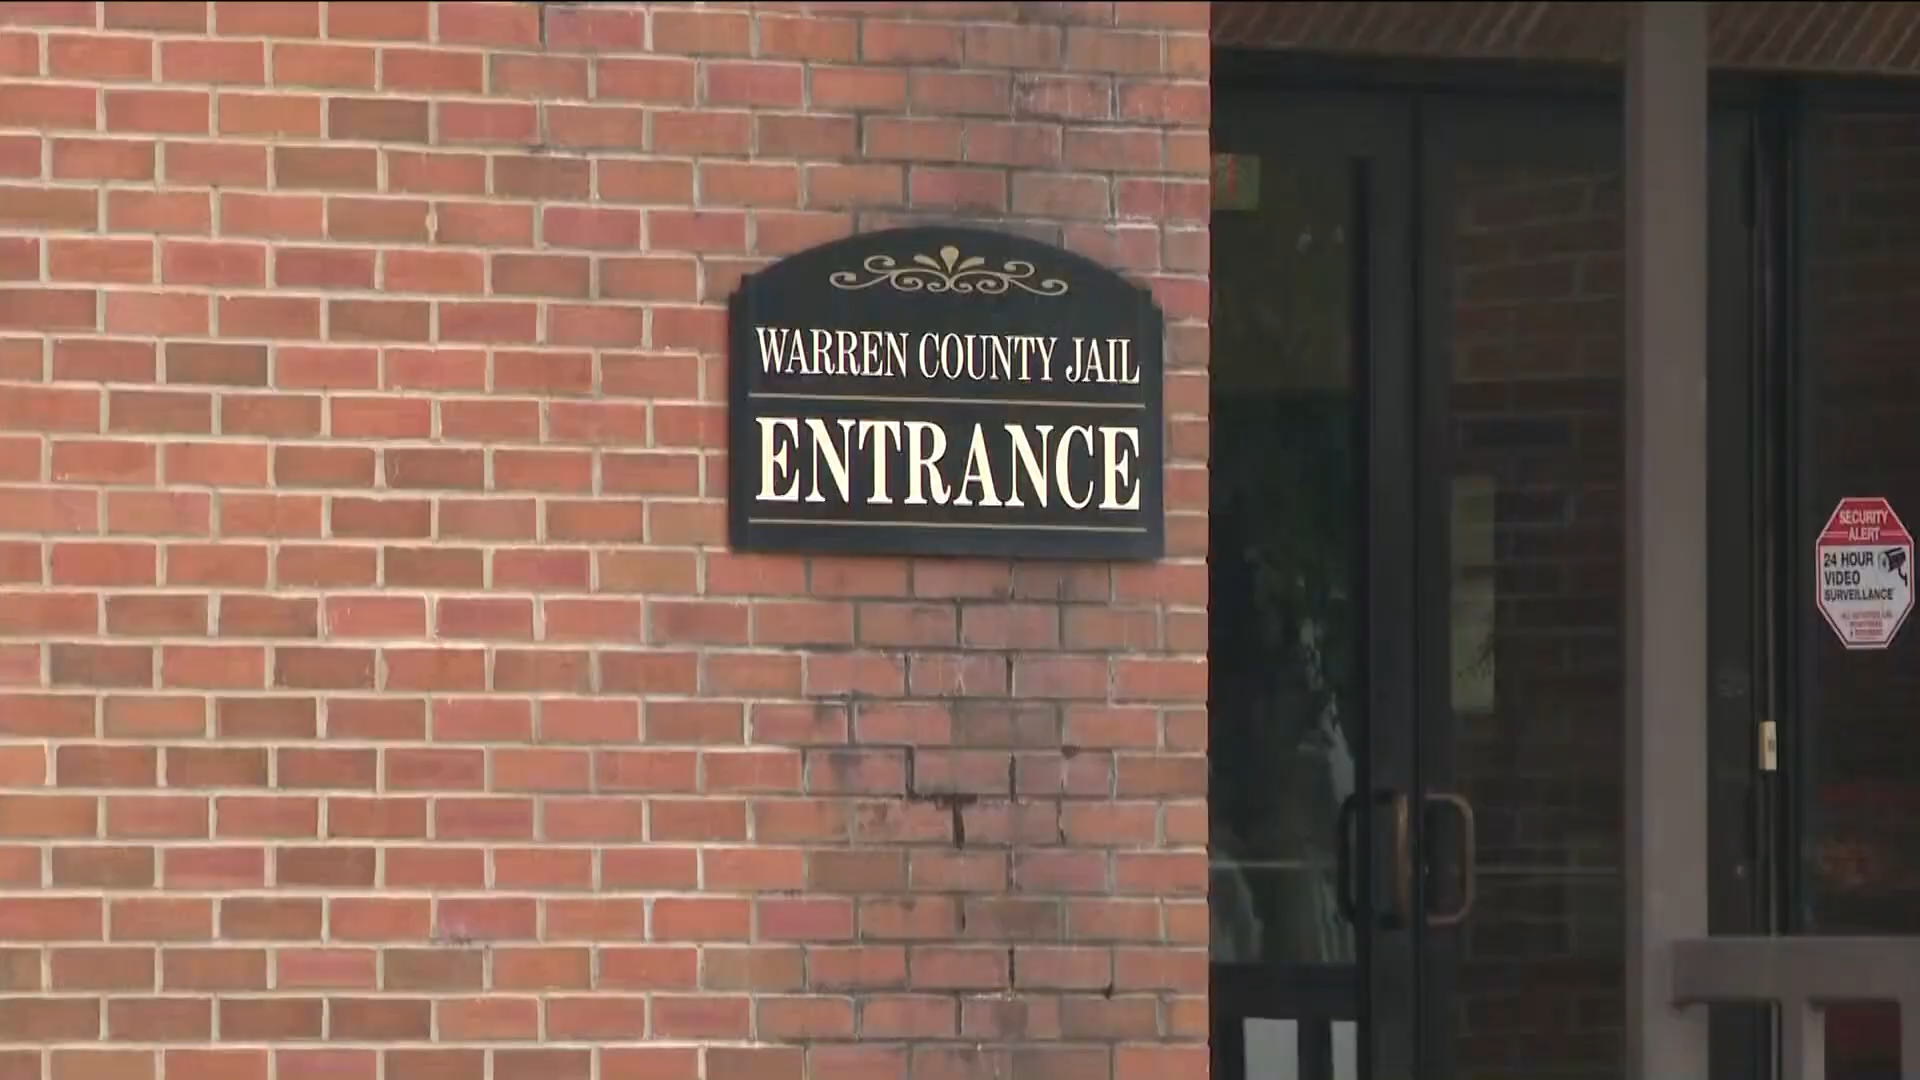 WARREN COUNTY JAIL
ENTRANCE
SECURITY
ALERT
24 HOUR
VIDEO
SURVEILLANCE